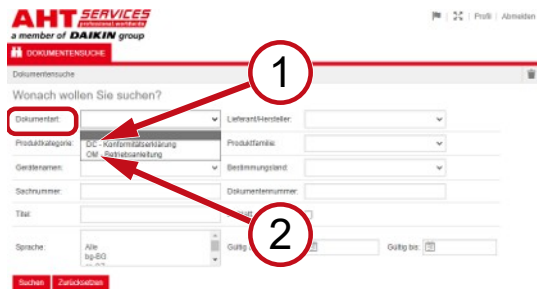 AHT SERVICES
professional worldwide
a member of DAIKIN group
Profil Abmelden
DOKUMENTENSUCHE
Dokumentensuche
Wonach wollen Sie suchen?
Dokumentart: Lieferant/Hersteller:
Produktkategorie: DC - Konformitätserklärung Produktfamilie:
OM - Betriebsanleitung
Gerätenamen: Bestimmungsland:
Sachnummer: Dokumentennummer:
Titel:
Sprache: Alle Gültig Gültig bis:
bg-BG
Suchen Zurücksetzen
1
2